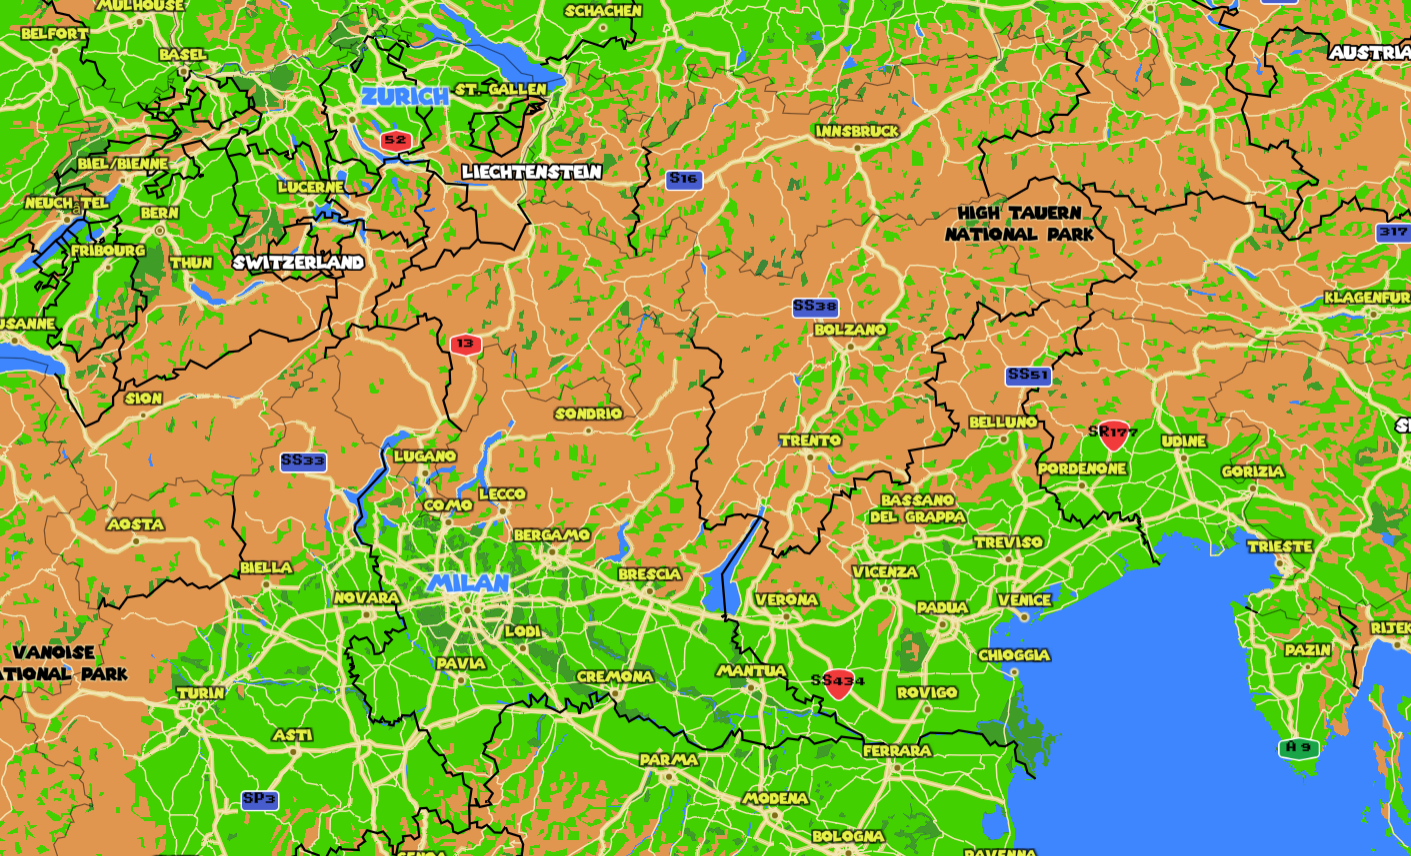 MULHOUSE
SCHACHEN
BELFORT
AUSTRIA
BASEL
ZURICH
ST. GALLEN
INNSBRUCK
52
BIEL/BIENNE
LIECHTENSTEIN
S16
LUCERNE
NEUCHâTEL
BERN
HIGH TAUERN
NATIONAL PARK
317
FRIBOURG
THUN
SWITZERLAND
KLAGENFUR
SS38
USANNE
BOLZANO
13
SS51
SION
SONDRIO
BELLUNO
SR177
UDINE
TRENTO
LUGANO
SS33
PORDENONE
GORIZIA
LECCO
COMO
BASSANO
DEL GRAPPA
AOSTA
BERGAMO
TREVISO
TRIESTE
BIELLA
BRESCIA
VICENZA
MILAN
NOVARA
VERONA
PADUA
VENICE
RIJEK
LODI
VANOISE
ATIONAL PARK
PAZIN
CHIOGGIA
PAVIA
CREMONA
MANTUA
SS434
TURIN
ROVIGO
ASTI
A 9
FERRARA
PARMA
SP3
MODENA
BOLOGNA
GENOA
RAVENNA